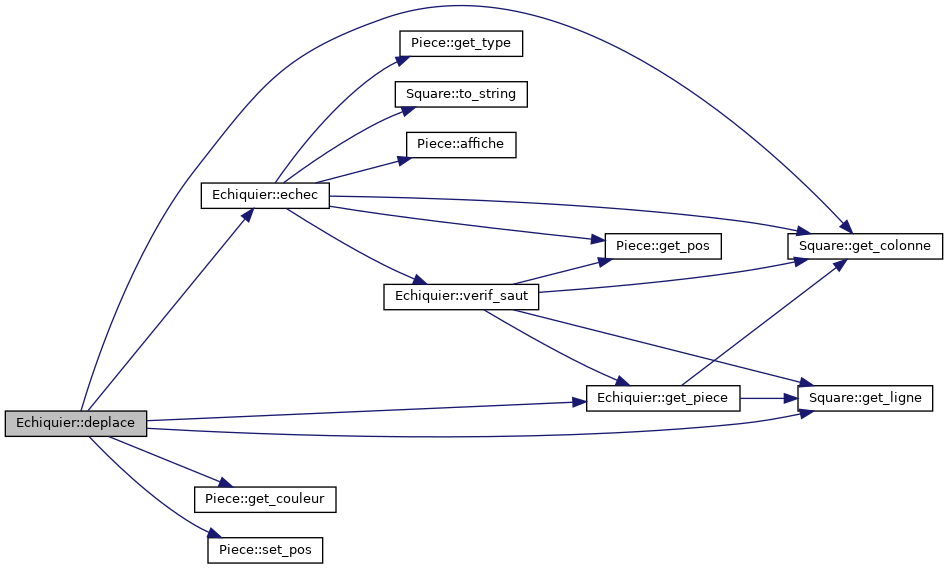 Piece::get_type
Square::to_string
Piece::affiche
Echiquier::echec
Piece::get_pos
Square::get_colonne
Echiquier::verif_saut
Echiquier::get_piece
Square::get_ligne
Echiquier::deplace
Piece::get_couleur
Piece::set_pos